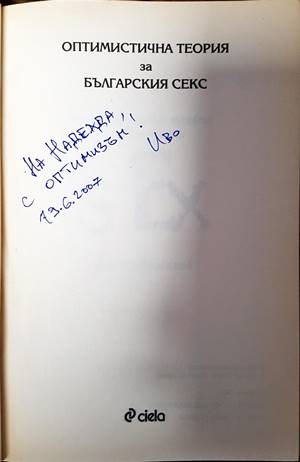 ОПТИМИСТИЧНА ТЕОРИЯ
за
БЪЛГАРСКИЯ СЕКС
На Надежда,
с оптимизъм!
Иво
19.6.2007
ciela